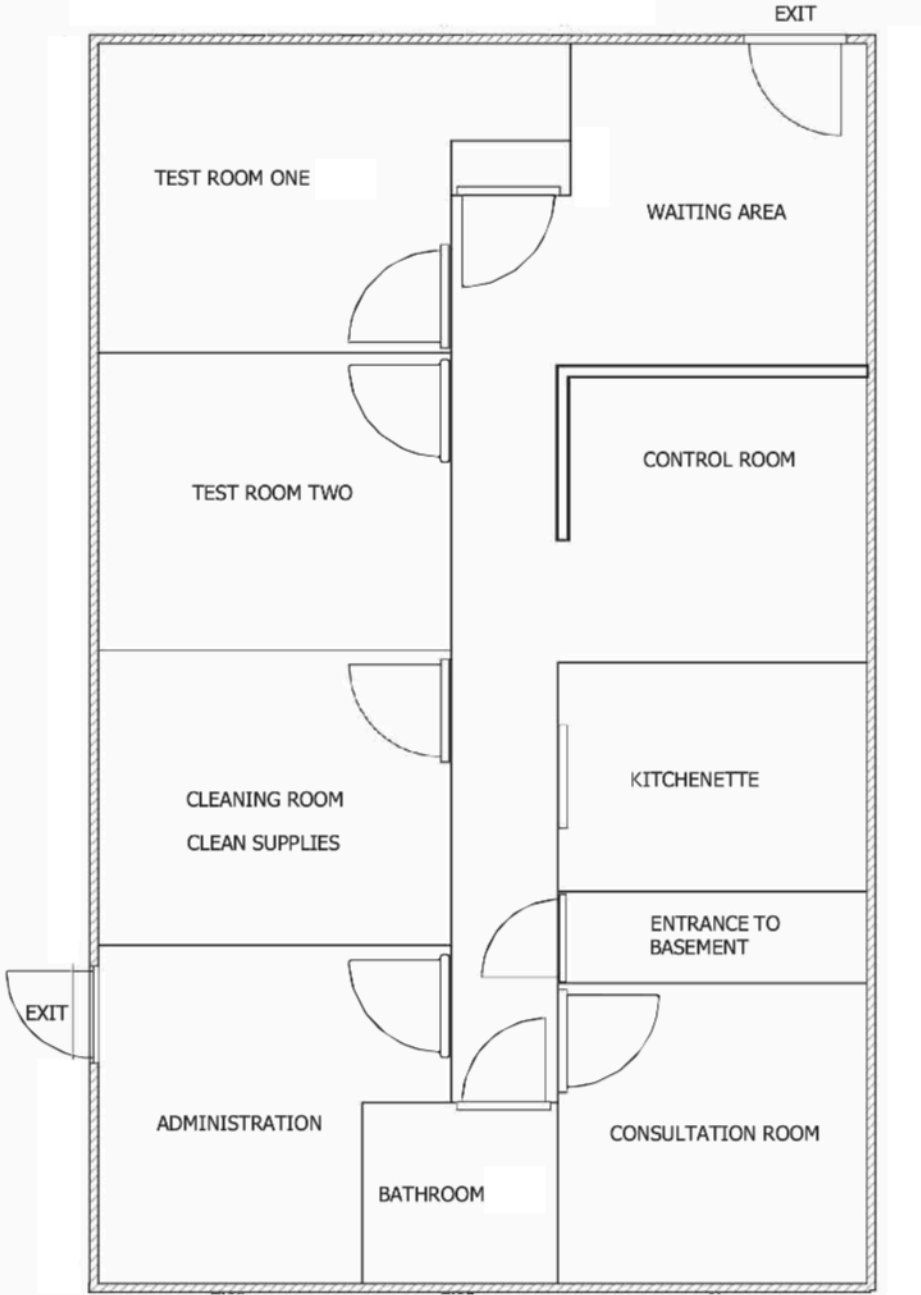 EXIT
TEST ROOM ONE
WAITING AREA
CONTROL ROOM
TEST ROOM TWO
KITCHENETTE
CLEANING ROOM
CLEAN SUPPLIES
ENTRANCE TO
BASEMENT
EXIT
ADMINISTRATION
CONSULTATION ROOM
BATHROOM